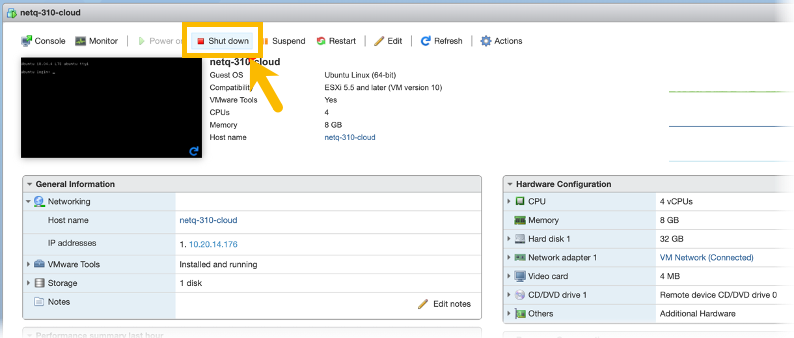 netq-310-cloud
Console Monitor Power on Shut down Suspend Restart Edit Refresh Actions
netq-310-cloud
Guest OS Ubuntu Linux (64-bit)
Compatibility ESXi 5.5 and later (VM version 10)
VMware Tools Yes
CPUs 4
Memory 8 GB
Host name netq-310-cloud
General Information
Networking
Host name netq-310-cloud
IP addresses 1. 10.20.14.176
VMware Tools Installed and running
Storage 1 disk
Notes Edit notes
Performance summary last hour
Hardware Configuration
CPU 4 vCPUs
Memory 8 GB
Hard disk 1 32 GB
Network adapter 1 VM Network (Connected)
Video card 4 MB
CD/DVD drive 1 Remote device CD/DVD drive 0
Others Additional Hardware